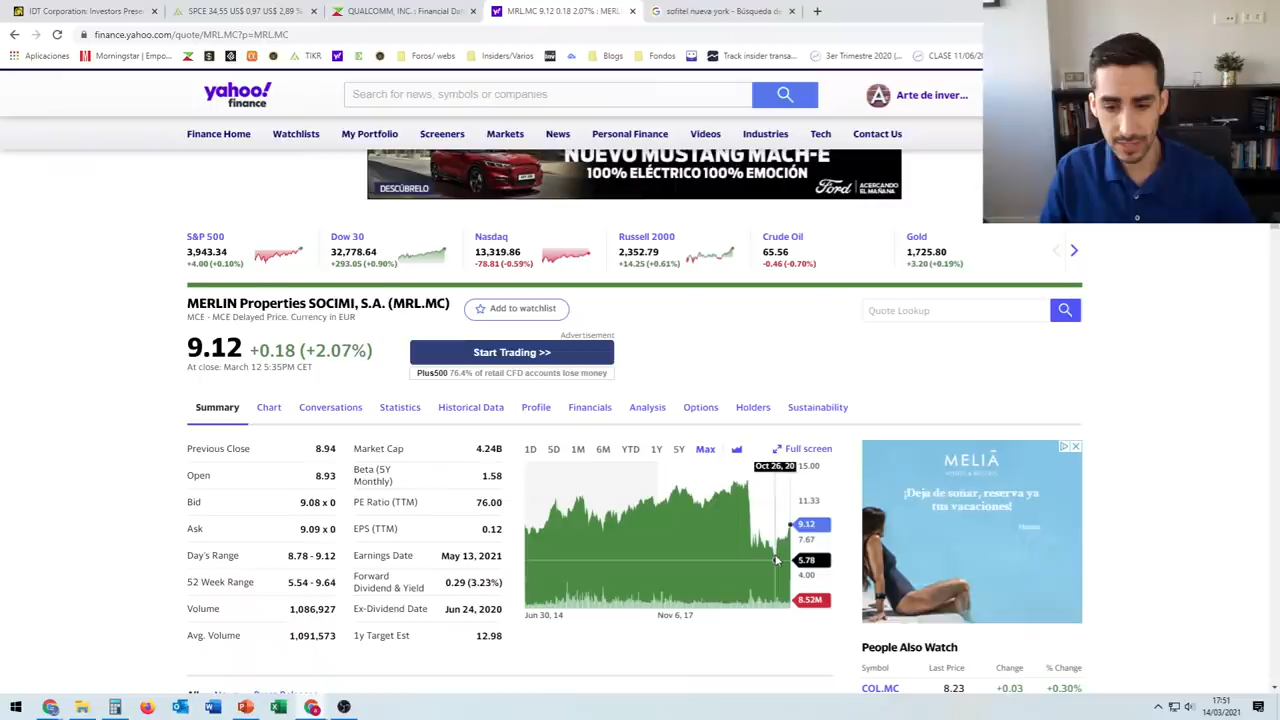 IDT Corporation: Investors Prese
SPCE 34,55 US$ 0,97 US$ 2.89 %
QUALCOMM, INC. : Financial Da
MRL.MC 9.12 0.18 2.07% : MERL
sofitel nueva york - Búsqueda de
finance.yahoo.com/quote/MRL.MC?p=MRL.MC
Aplicaciones
Morningstar | Empo...
TIKR
Foros/ webs
Insiders/Varios
Blogs
Fondos
Track insider transa...
3er Trimestre 2020 (...
CLASE 11/06/20
yahoo!
finance
Search for news, symbols or companies
Arte de inver...
Finance Home Watchlists My Portfolio Screeners Markets News Personal Finance Videos Industries Tech Contact Us
NUEVO MUSTANG MACH-E
100% ELÉCTRICO 100% EMOCIÓN
DESCÚBRELO
Ford
ACERCANDO
EL MAÑANA
S&P 500 Dow 30 Nasdaq Russell 2000 Crude Oil Gold
3,943.34 32,778.64 13,319.86 2,352.79 65.56 1,725.80
+4.00 (+0.10%) +293.05 (+0.90%) -78.81 (-0.59%) +14.25 (+0.61%) -0.46 (-0.70%) +3.20 (+0.19%)
MERLIN Properties SOCIMI, S.A. (MRL.MC)
Add to watchlist
Quote Lookup
MCE - MCE Delayed Price. Currency in EUR
Advertisement
9.12 +0.18 (+2.07%)
At close: March 12 5:35PM CET
Start Trading >>
Plus500 76.4% of retail CFD accounts lose money
Summary Chart Conversations Statistics Historical Data Profile Financials Analysis Options Holders Sustainability
Previous Close 8.94
Open 8.93
Bid 9.08 x 0
Ask 9.09 x 0
Day's Range 8.78 - 9.12
52 Week Range 5.54 - 9.64
Volume 1,086,927
Avg. Volume 1,091,573
Market Cap 4.24B
Beta (5Y
Monthly) 1.58
PE Ratio (TTM) 76.00
EPS (TTM) 0.12
Earnings Date May 13, 2021
Forward
Dividend & Yield 0.29 (3.23%)
Ex-Dividend Date Jun 24, 2020
1y Target Est 12.98
1D 5D 1M 6M YTD 1Y 5Y Max
Full screen
Oct 26, 20
15.00
11.33
9.12
7.67
5.78
4.00
8.52M
Jun 30, 14
Nov 6, 17
MELIÁ
HOTELS & RESORTS
¡Deja de soñar, reserva ya
tus vacaciones!
People Also Watch
Symbol Last Price Change % Change
COL.MC 8.23 +0.03 +0.30%
17:51
14/03/2021